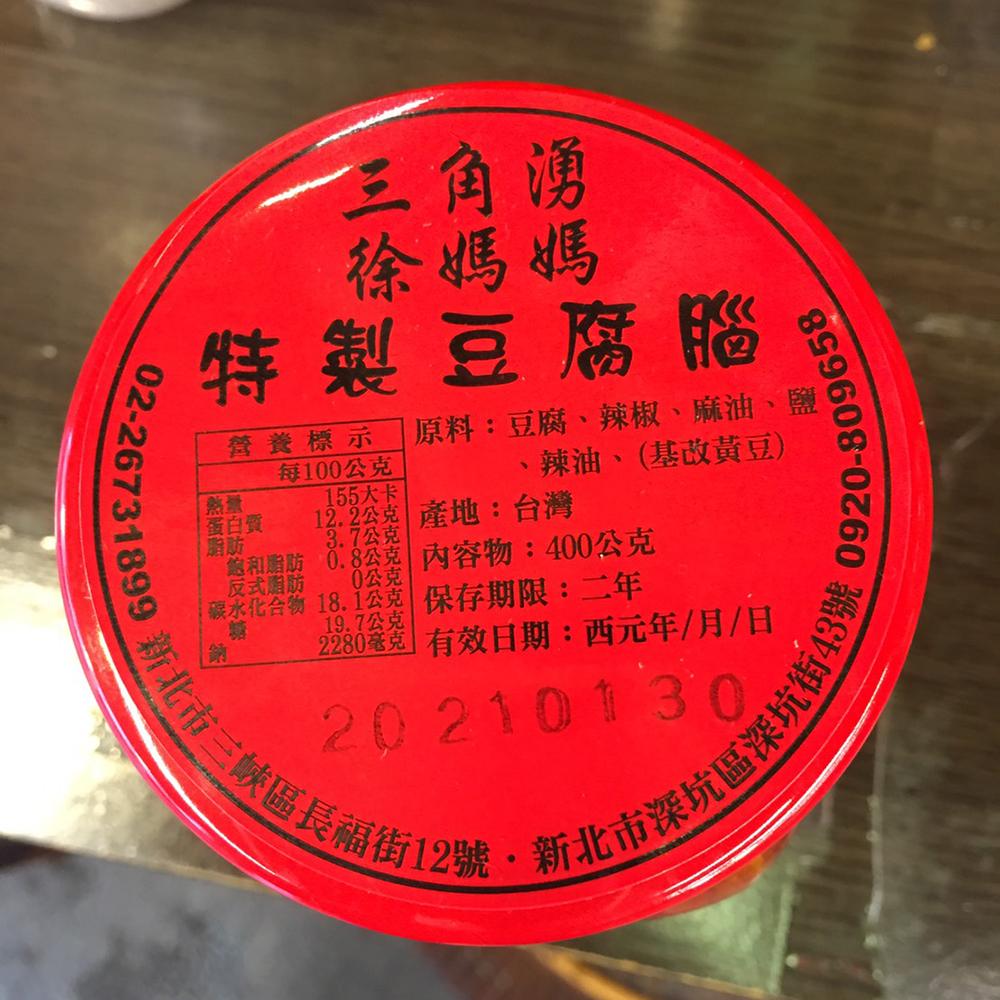 三角湧
徐媽媽
特製豆腐腦
營養標示
每100公克
熱量 155大卡
蛋白質 12.2公克
脂肪 3.7公克
飽和脂肪 0.8公克
反式脂肪 0公克
碳水化合物 18.1公克
糖 19.7公克
鈉 2280毫克
原料：豆腐、辣椒、麻油、鹽
、辣油、(基改黃豆)
產地：台灣
內容物：400公克
保存期限：二年
有效日期：西元年/月/日
20210130
02-26731899 新北市三峽區長福街12號·新北市深坑區深坑街43號 0920-809658